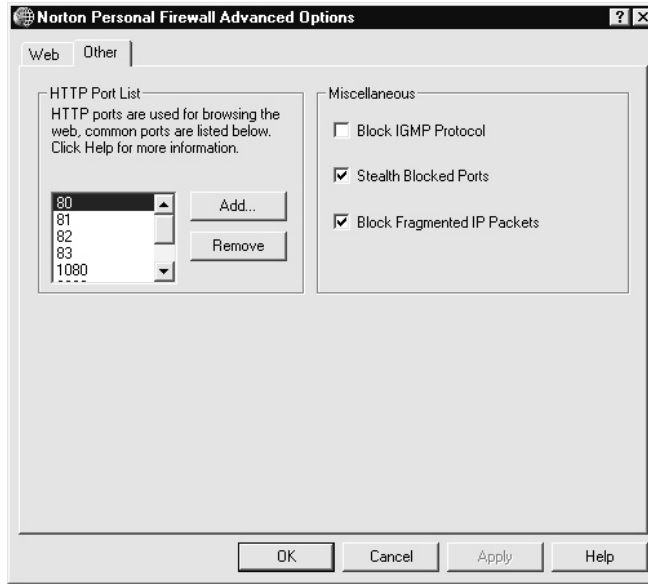 Norton Personal Firewall Advanced Options
Web
Other
HTTP Port List
HTTP ports are used for browsing the
web, common ports are listed below.
Click Help for more information.
80
81
82
83
1080
Add...
Remove
Miscellaneous
Block IGMP Protocol
Stealth Blocked Ports
Block Fragmented IP Packets
OK
Cancel
Apply
Help